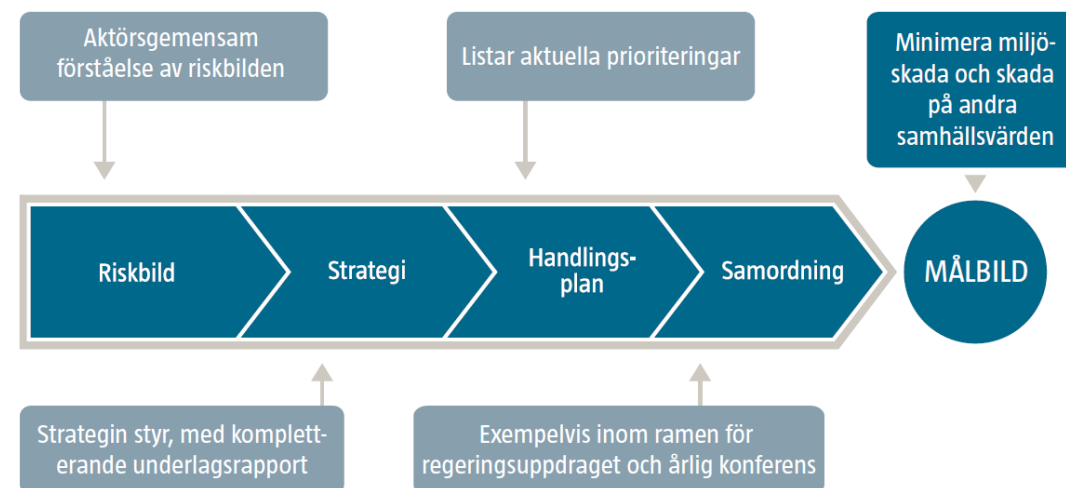 Aktörsgemensam
förståelse av riskbilden
Listar aktuella prioriteringar
Minimera miljö-
skada och skada
på andra
samhällsvärden
Riskbild
Strategi
Handlings-
plan
Samordning
MÅLBILD
Strategin styr, med komplett-
erande underlagsrapport
Exempelvis inom ramen för
regeringsuppdraget och årlig konferens